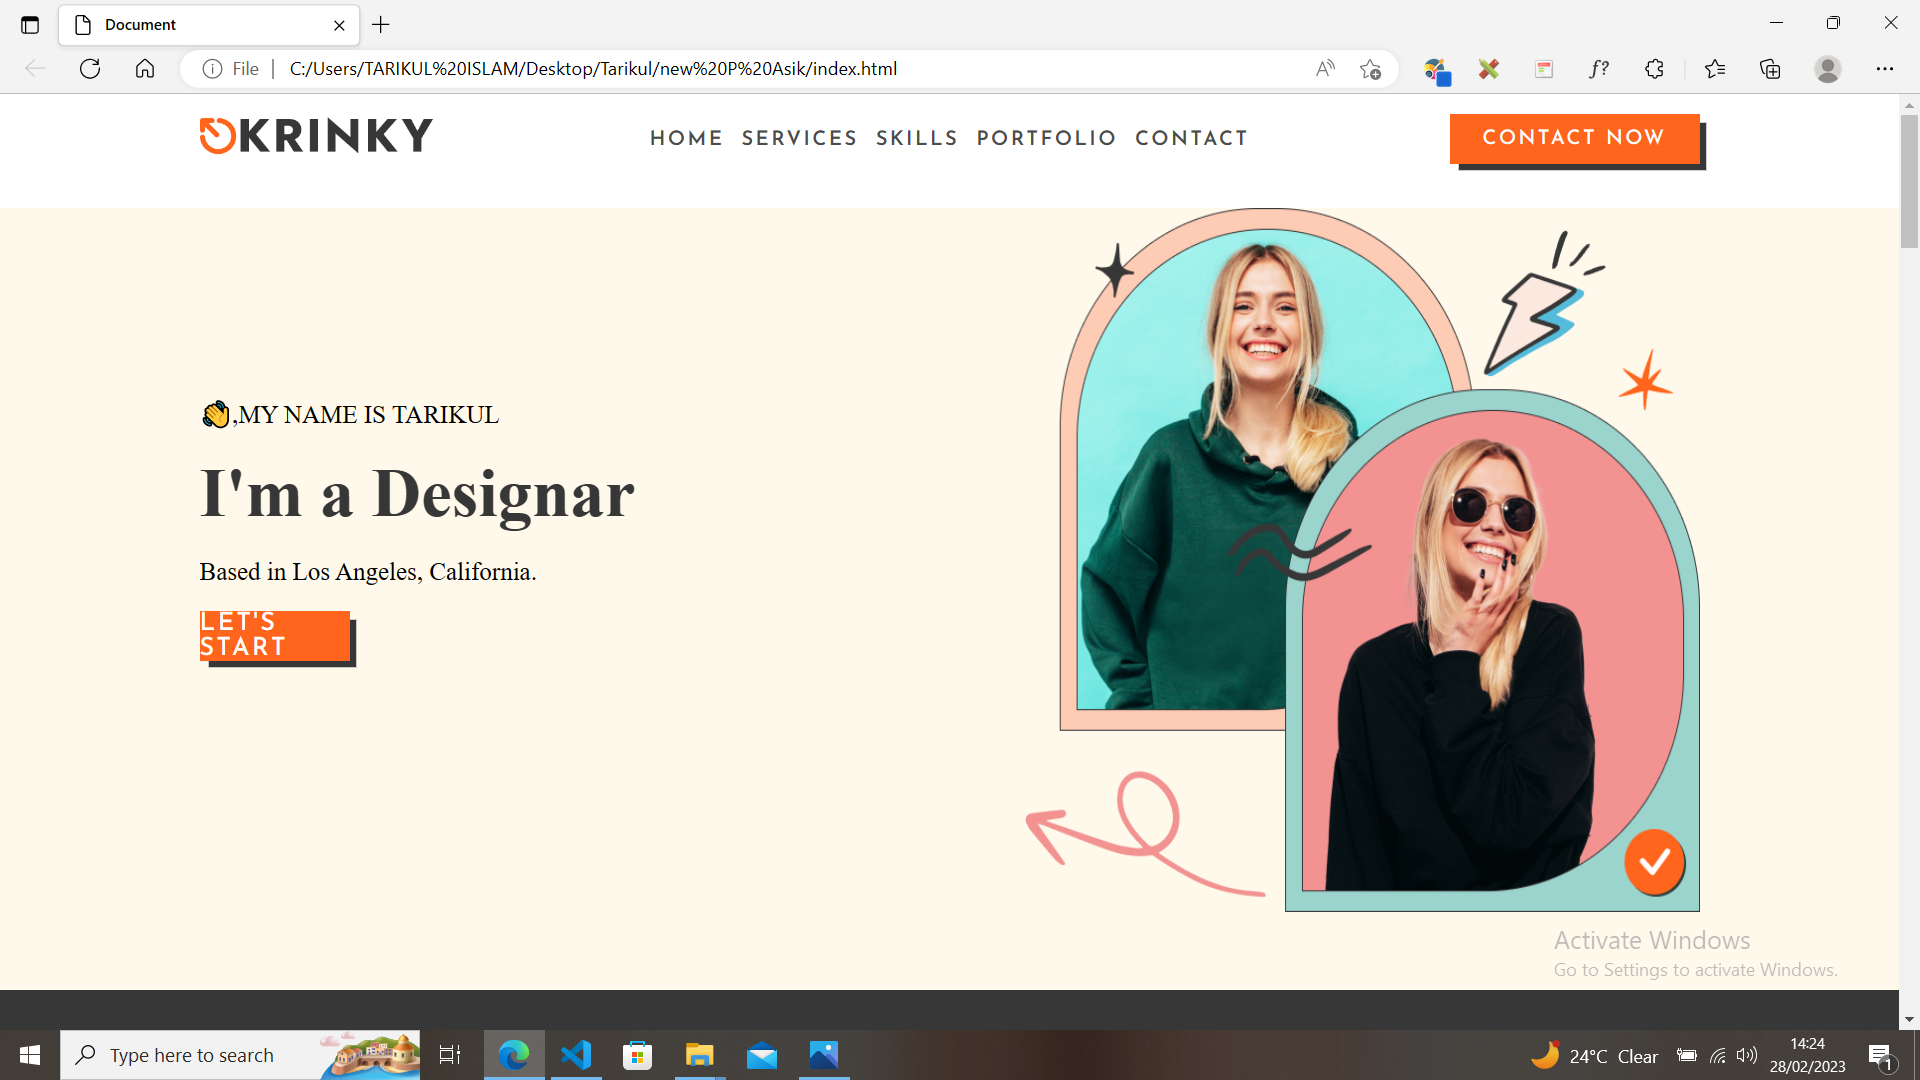 Document
File
C:/Users/TARIKUL%20ISLAM/Desktop/Tarikul/new%20P%20Asik/index.html
KRINKY
HOME SERVICES SKILLS PORTFOLIO CONTACT
CONTACT NOW
👋,MY NAME IS TARIKUL
I'm a Designar
Based in Los Angeles, California.
LET'S
START
Activate Windows
Go to Settings to activate Windows.
Type here to search
24°C Clear
14:24
28/02/2023
1